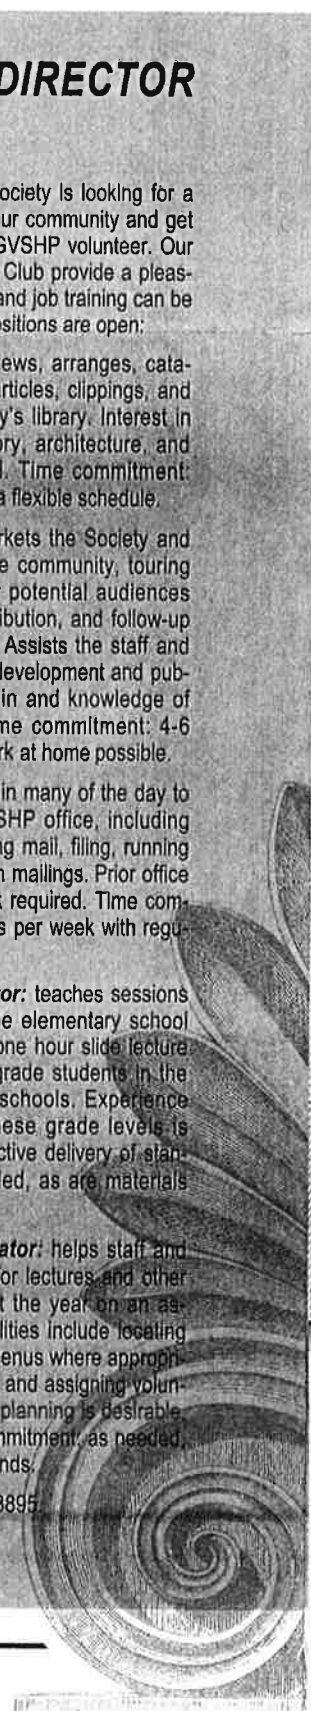 DIRECTOR
ociety is looking for a
ur community and get
GVSHP volunteer. Our
Club provide a pleas-
and job training can be
ositions are open:
ews, arranges, cata-
rticles, clippings, and
y's library. Interest in
ory, architecture, and
. Time commitment:
a flexible schedule.
rkets the Society and
e community, touring
potential audiences
ibution, and follow-up
Assists the staff and
development and pub-
in and knowledge of
me commitment: 4-6
rk at home possible.
in many of the day to
SHP office, including
ng mail, filing, running
n mailings. Prior office
t required. Time com-
s per week with regu-
tor: teaches sessions
e elementary school
one hour slide lecture
grade students in the
schools. Experience
hese grade levels is
ctive delivery of stan-
led, as are materials
ator: helps staff and
or lectures and other
t the year on an as-
lities include locating
enus where appropri-
and assigning volun-
planning is desirable.
mmitment: as needed,
nds.
3895.